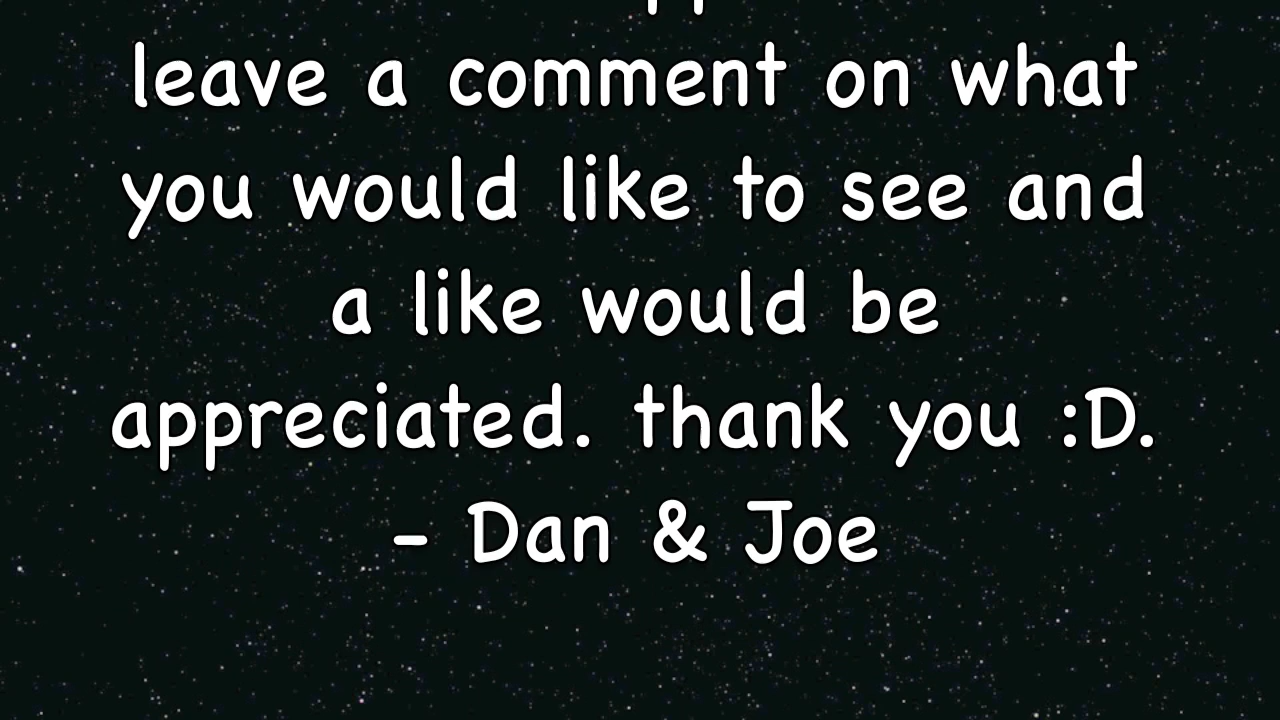 leave a comment on what
you would like to see and
a like would be
appreciated. thank you :D.
- Dan & Joe